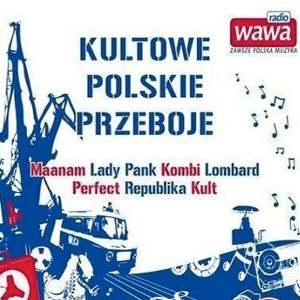 radio
wawa
ZAWSZE POLSKA MUZYKA
KULTOWE
POLSKIE
PRZEBOJE
Maanam Lady Pank Kombi Lombard
Perfect Republika Kult